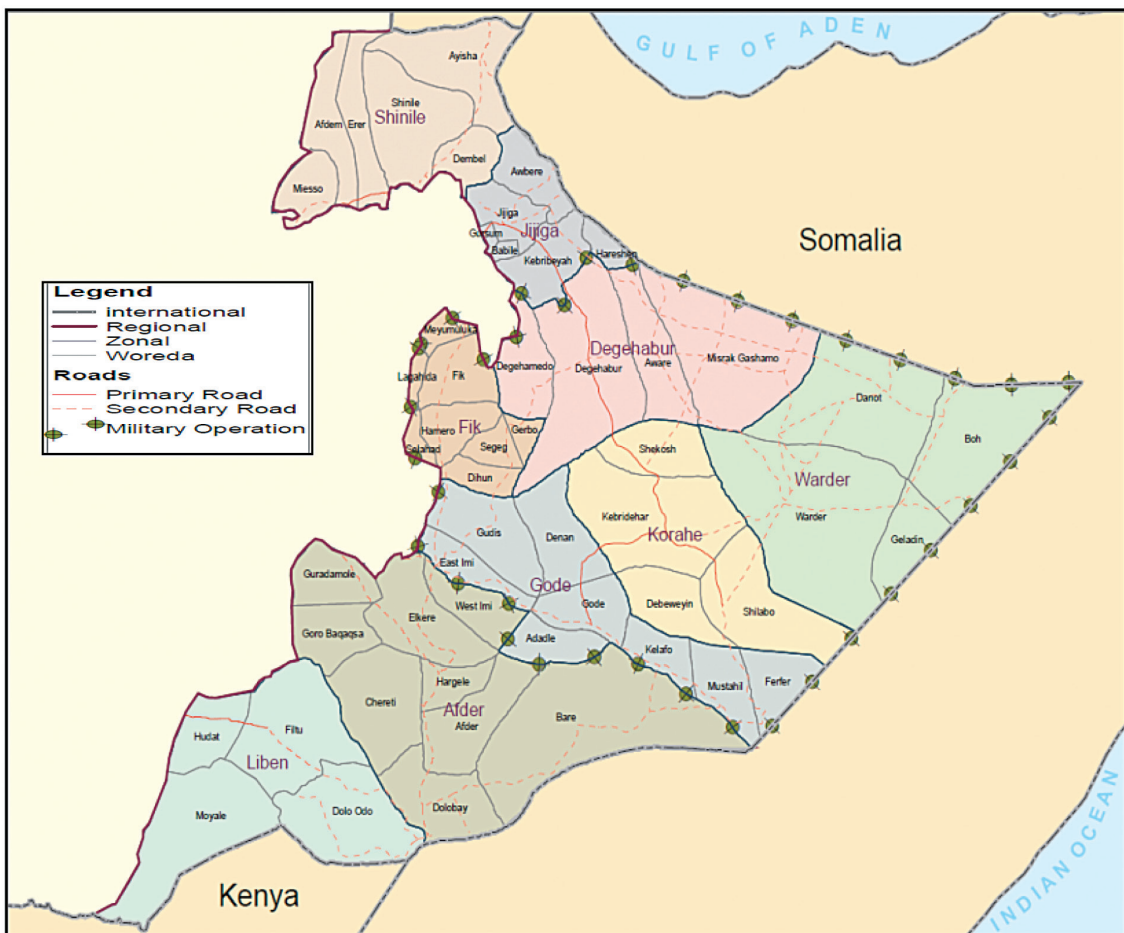 GULF OF ADEN
Ayisha
Shinile
Shinile
Afdem
Erer
Dembel
Miesso
Awbere
Jijiga
Jijiga
Gursum
Babile
Kebribeyah
Hareshen
Somalia
Legend
International
Regional
Zonal
Woreda
Roads
Primary Road
Secondary Road
Military Operation
Meyumuluka
Lagahida
Fik
Degehamedo
Degehabur
Degehabur
Aware
Misrak Gashamo
Danot
Boh
Hamero
Fik
Gerbo
Segeg
Selahad
Dihun
Shekosh
Warder
Warder
Kebridehar
Korahe
Geladin
Gudis
Denan
East Imi
Gode
Gode
West Imi
Debeweyin
Shilabo
Guradamole
Elkere
Goro Baqaqsa
Adadle
Kelafo
Mustahil
Ferfer
Hargele
Chereti
Afder
Afder
Bare
Hudat
Filtu
Liben
Moyale
Dolo Odo
Dolobay
Kenya
INDIAN OCEAN